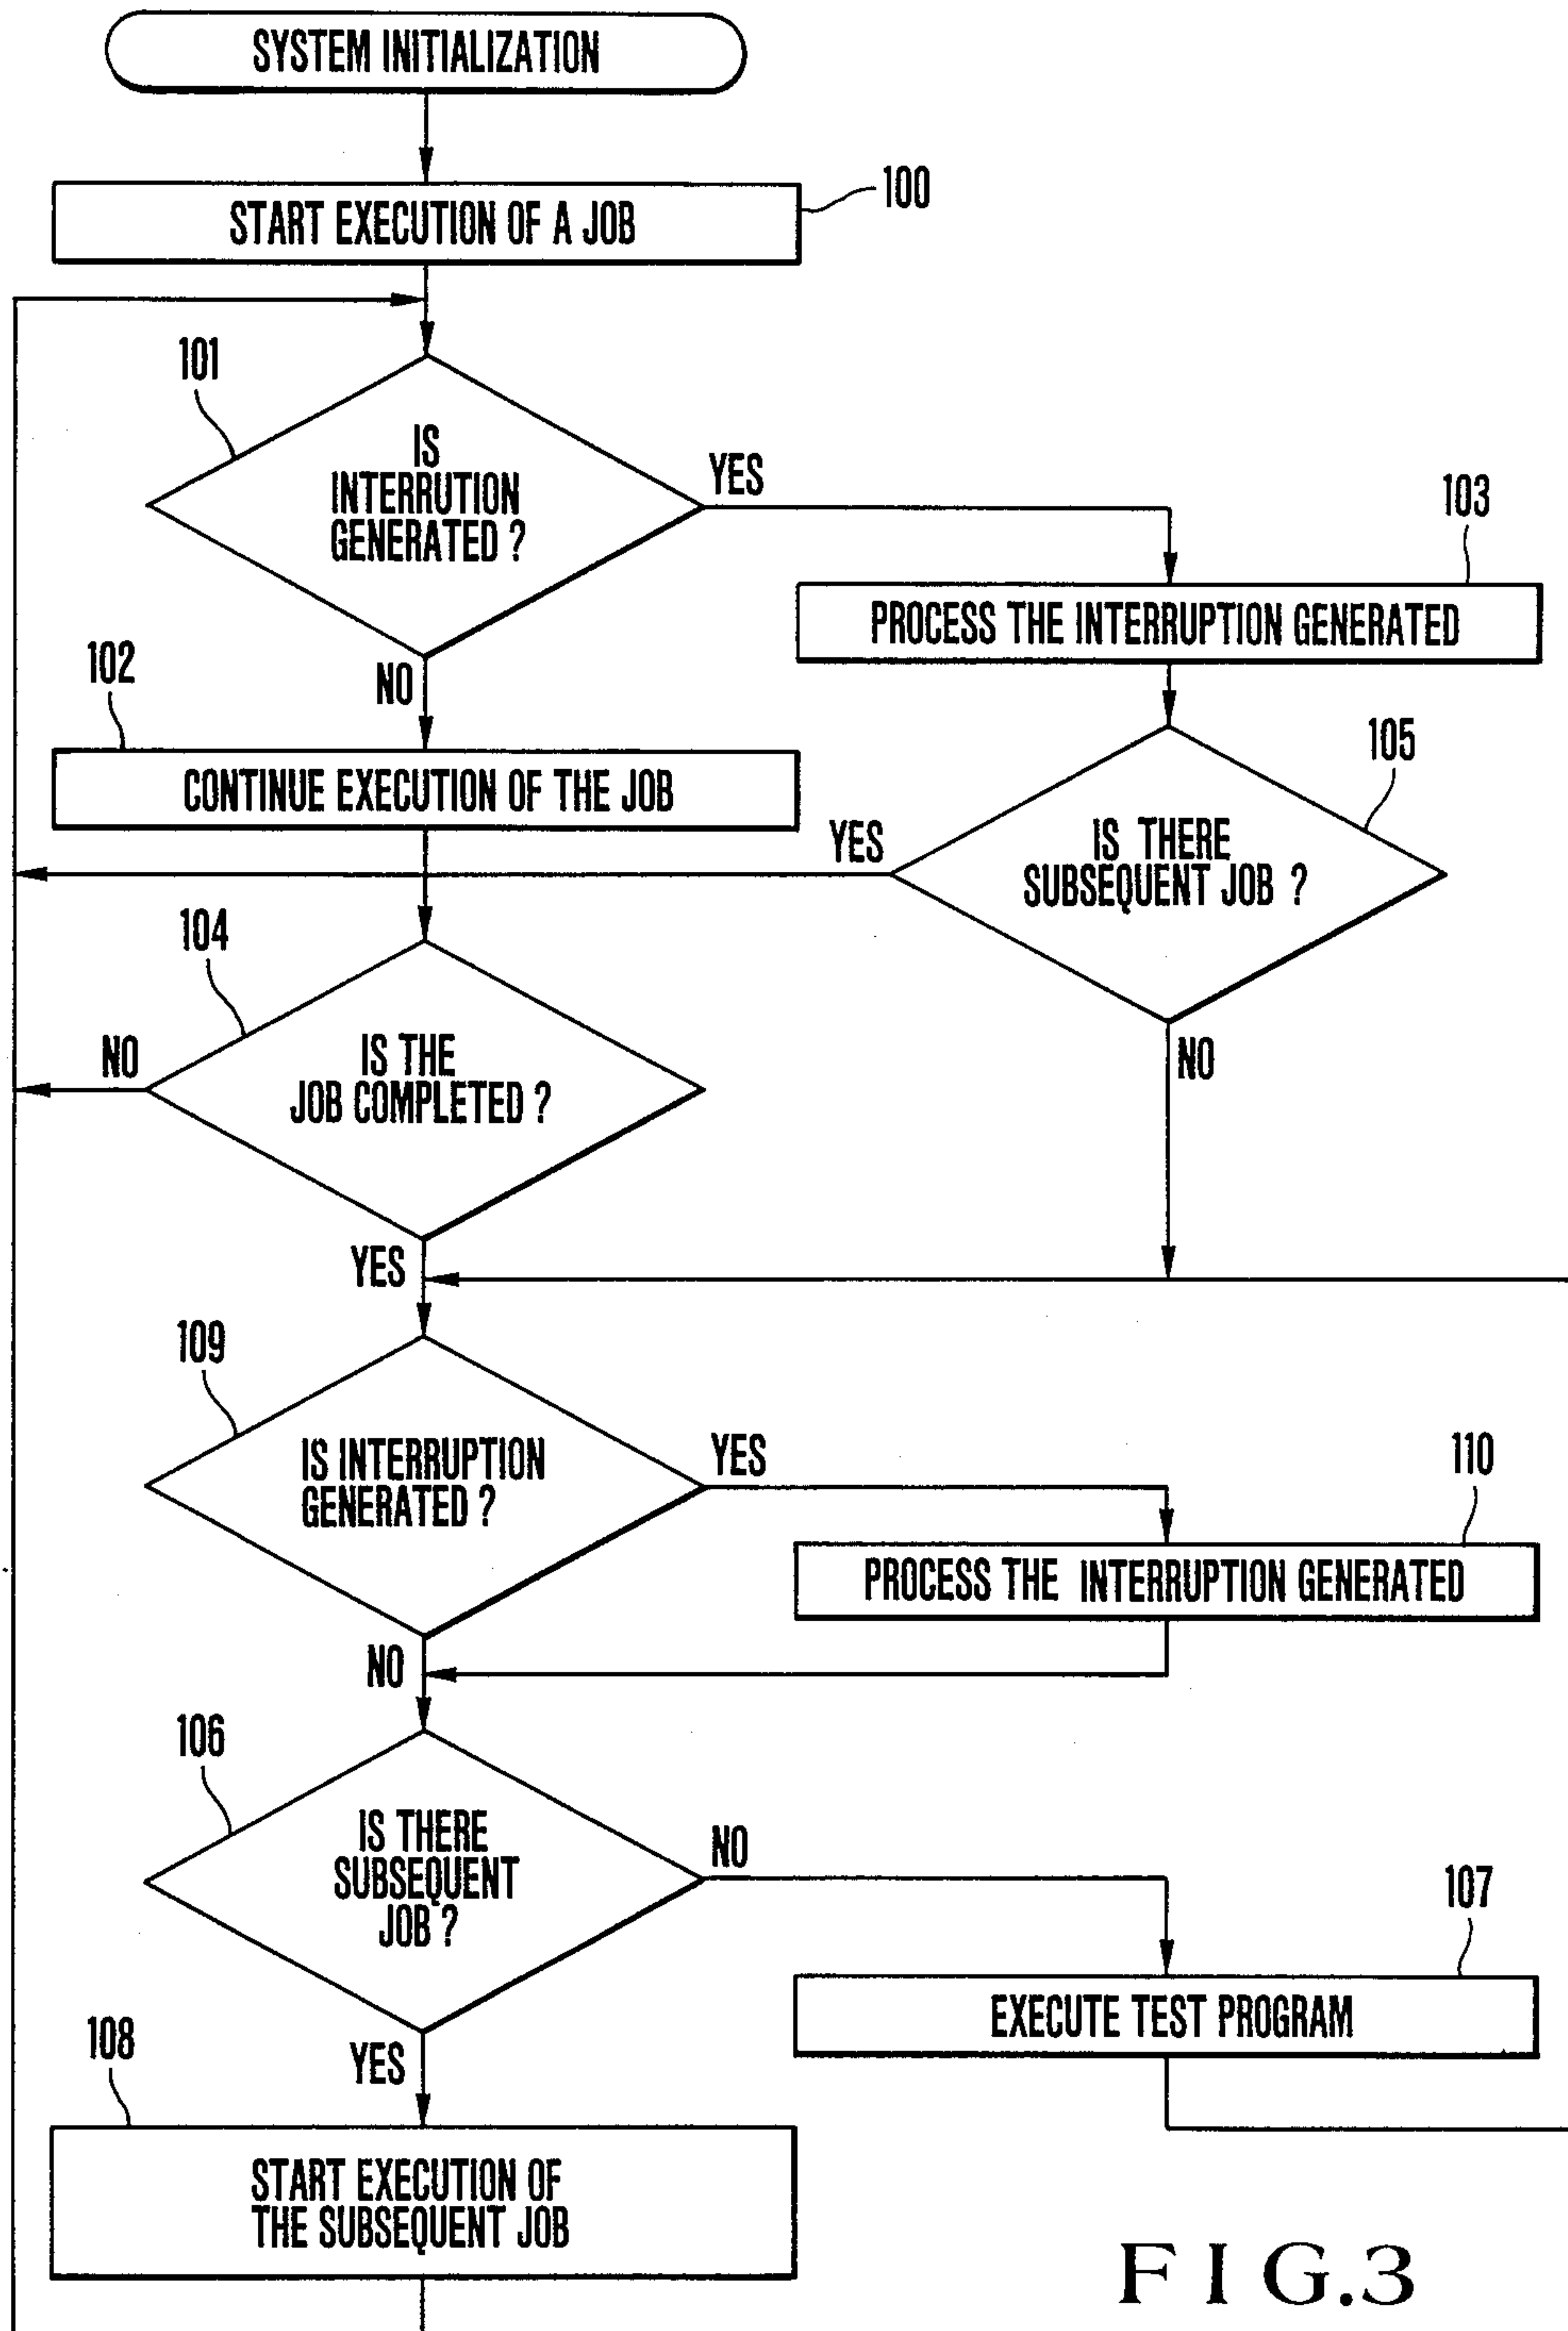 SYSTEM INITIALIZATION
100
START EXECUTION OF A JOB
101
IS
INTERRUTION
GENERATED ?
YES
103
PROCESS THE INTERRUPTION GENERATED
NO
102
CONTINUE EXECUTION OF THE JOB
105
IS THERE
SUBSEQUENT JOB ?
YES
NO
104
IS THE
JOB COMPLETED ?
NO
YES
109
IS INTERRUPTION
GENERATED ?
YES
110
PROCESS THE INTERRUPTION GENERATED
NO
106
IS THERE
SUBSEQUENT
JOB ?
NO
107
EXECUTE TEST PROGRAM
YES
108
START EXECUTION OF
THE SUBSEQUENT JOB
FIG.3